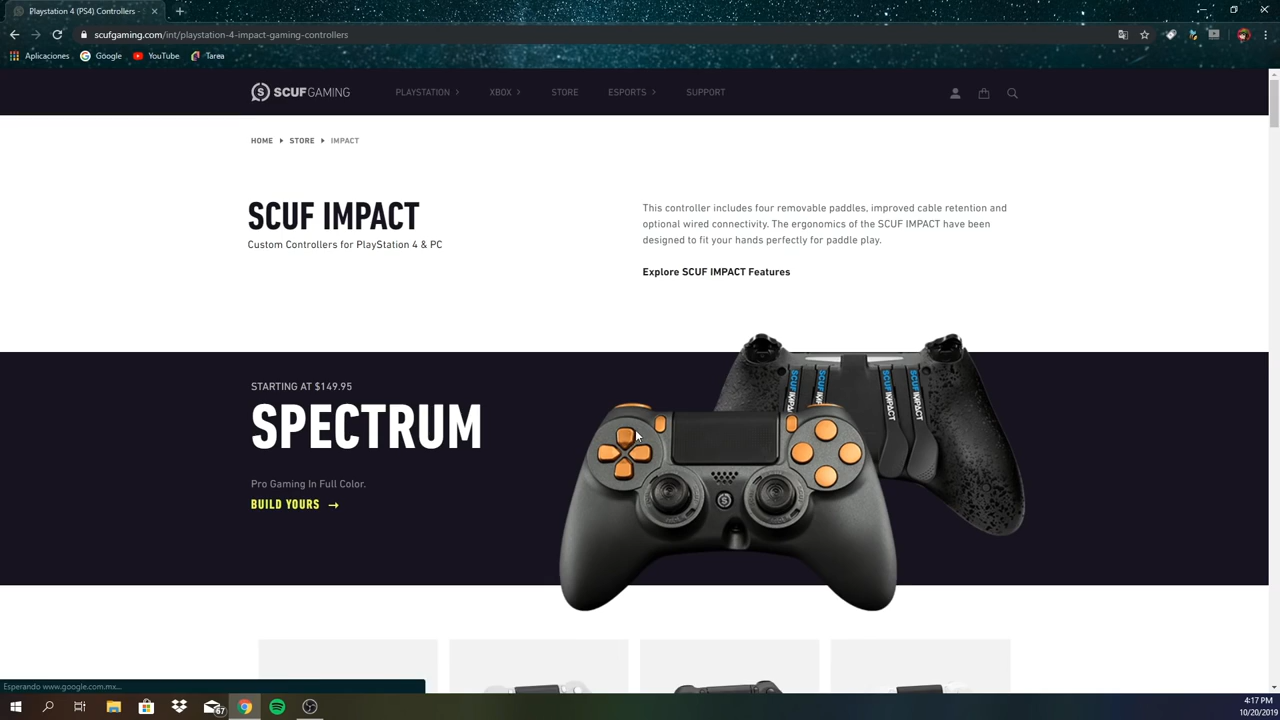 Playstation 4 (PS4) Controllers -
scufgaming.com/int/playstation-4-impact-gaming-controllers
Aplicaciones Google YouTube Tarea
SCUFGAMING PLAYSTATION XBOX STORE ESPORTS SUPPORT
HOME STORE IMPACT
SCUF IMPACT
Custom Controllers for PlayStation 4 & PC
This controller includes four removable paddles, improved cable retention and
optional wired connectivity. The ergonomics of the SCUF IMPACT have been
designed to fit your hands perfectly for paddle play.
Explore SCUF IMPACT Features
STARTING AT $149.95
SPECTRUM
Pro Gaming In Full Color.
BUILD YOURS →
SCUF IMPACT
SCUF IMPACT
Esperando www.google.com.mx...
67
4:17 PM
10/20/2019